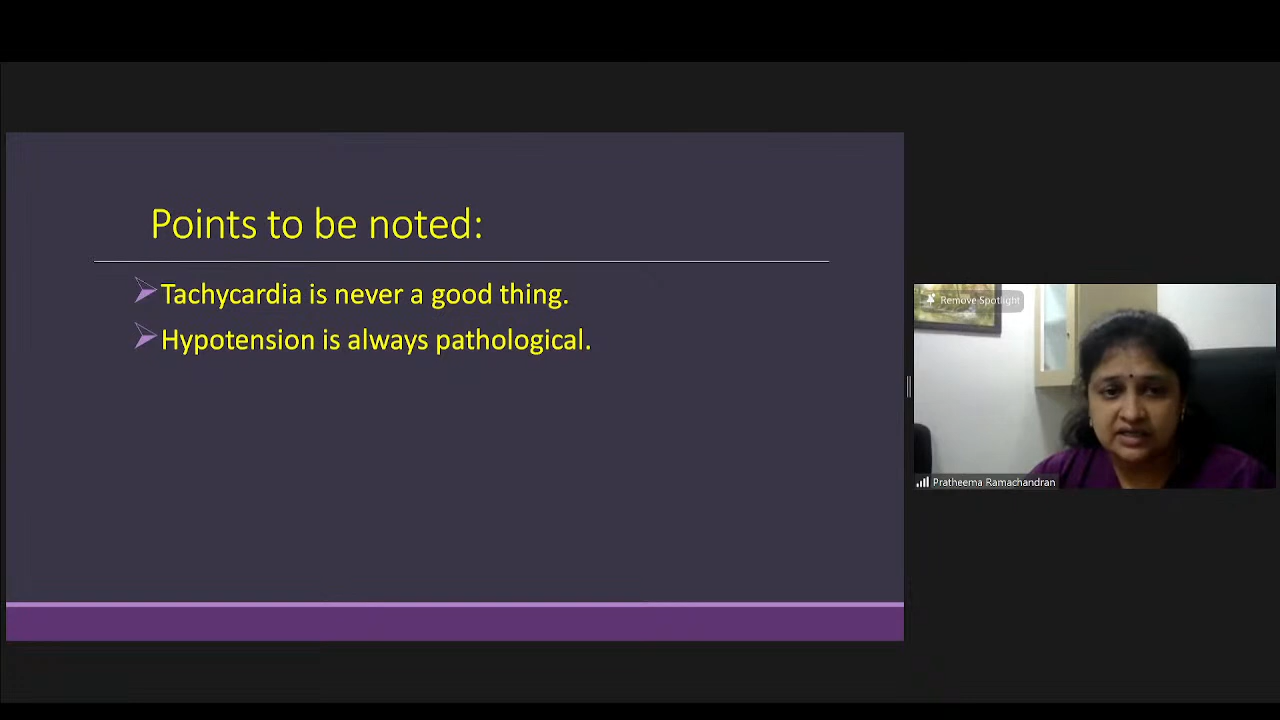 Points to be noted:
Tachycardia is never a good thing.
Hypotension is always pathological.
Remove Spotlight
Pratheema Ramachandran